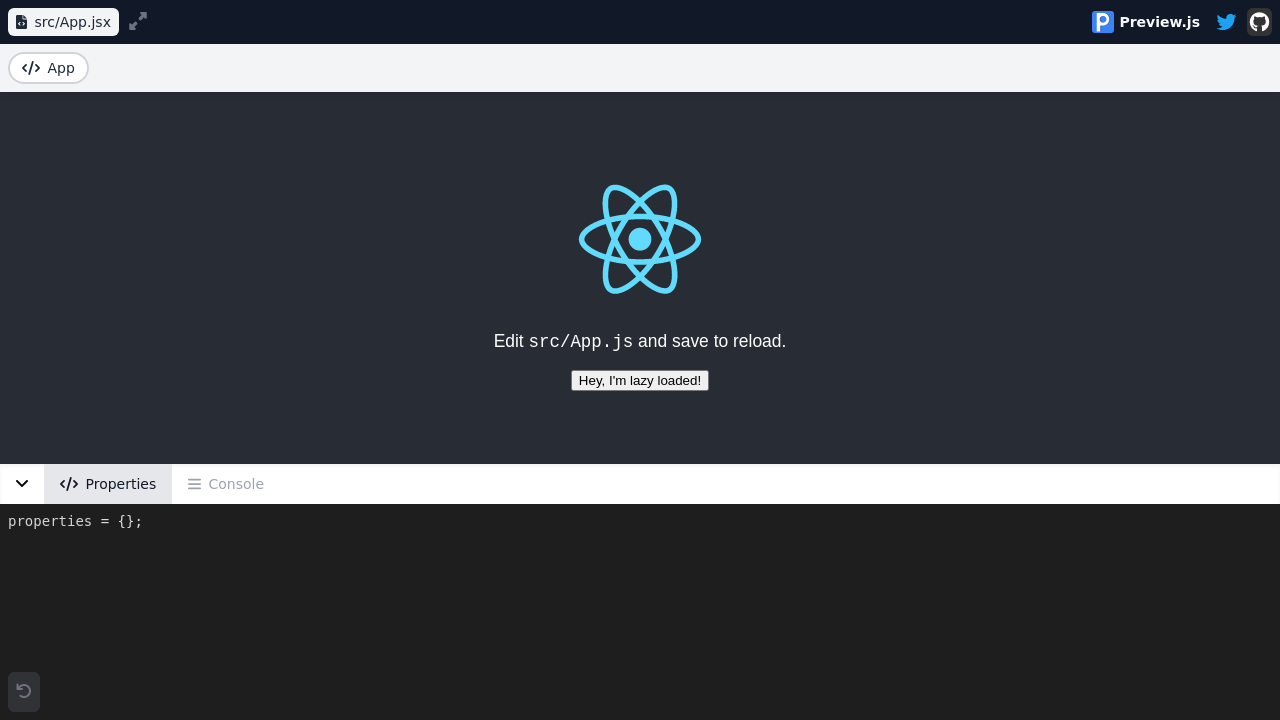 src/App.jsx
Preview.js
App
Edit src/App.js and save to reload.
Hey, I'm lazy loaded!
Properties
Console
properties = {};